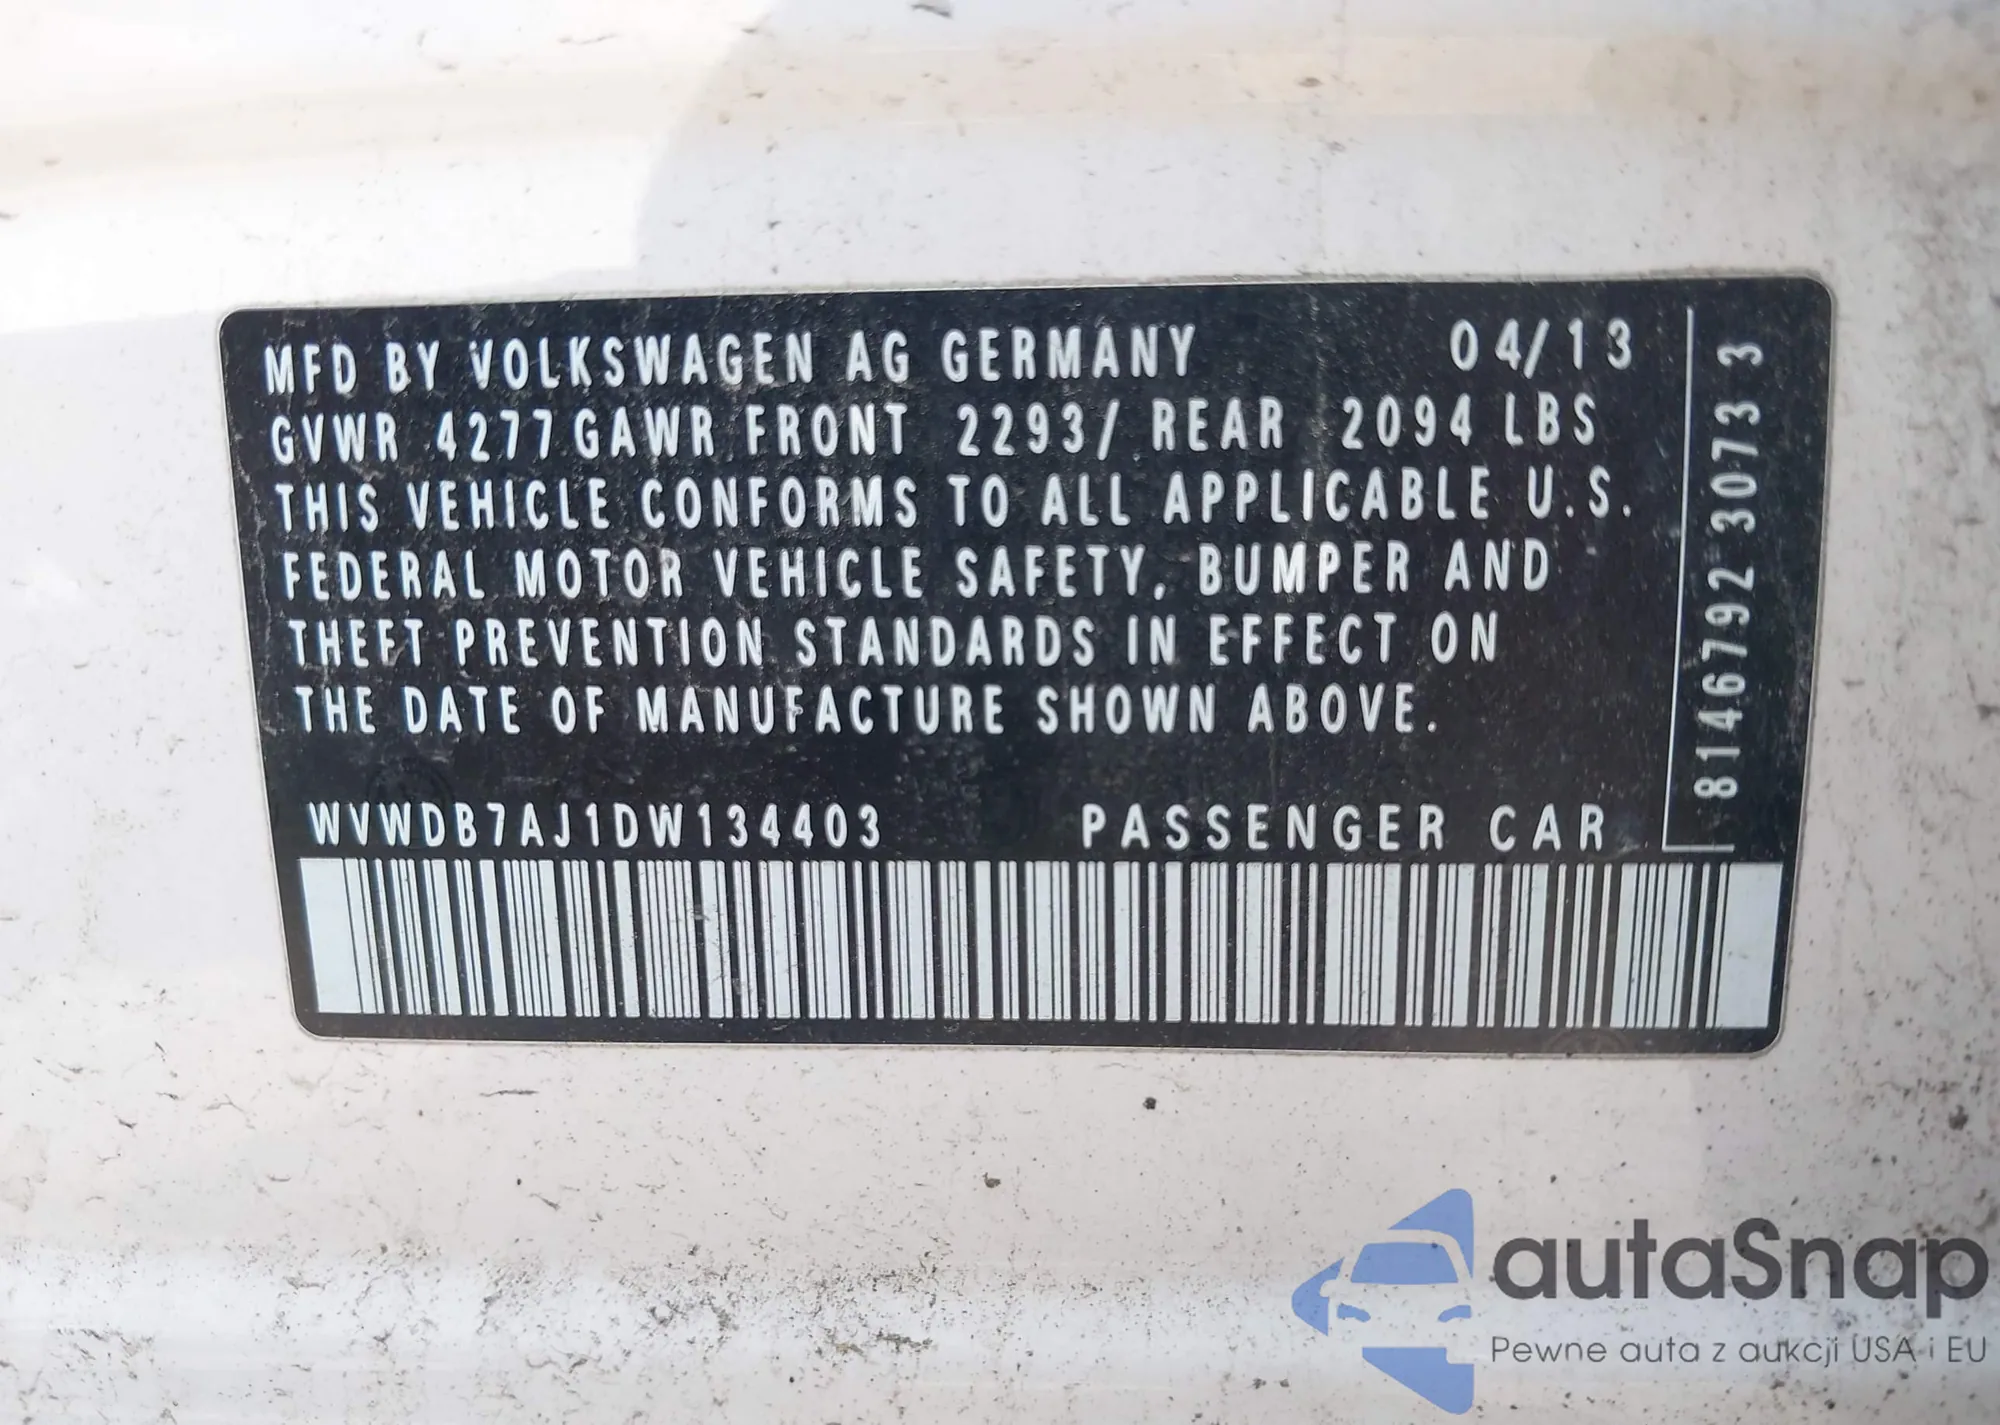 MFD BY VOLKSWAGEN AG GERMANY 04/13
GVWR 4277 GAWR FRONT 2293/ REAR 2094 LBS
THIS VEHICLE CONFORMS TO ALL APPLICABLE U.S.
FEDERAL MOTOR VEHICLE SAFETY, BUMPER AND
THEFT PREVENTION STANDARDS IN EFFECT ON
THE DATE OF MANUFACTURE SHOWN ABOVE.
WVWDB7AJ1DW134403 PASSENGER CAR
8146792 3073 3
autaSnap
Pewne auta z aukcji USA i EU